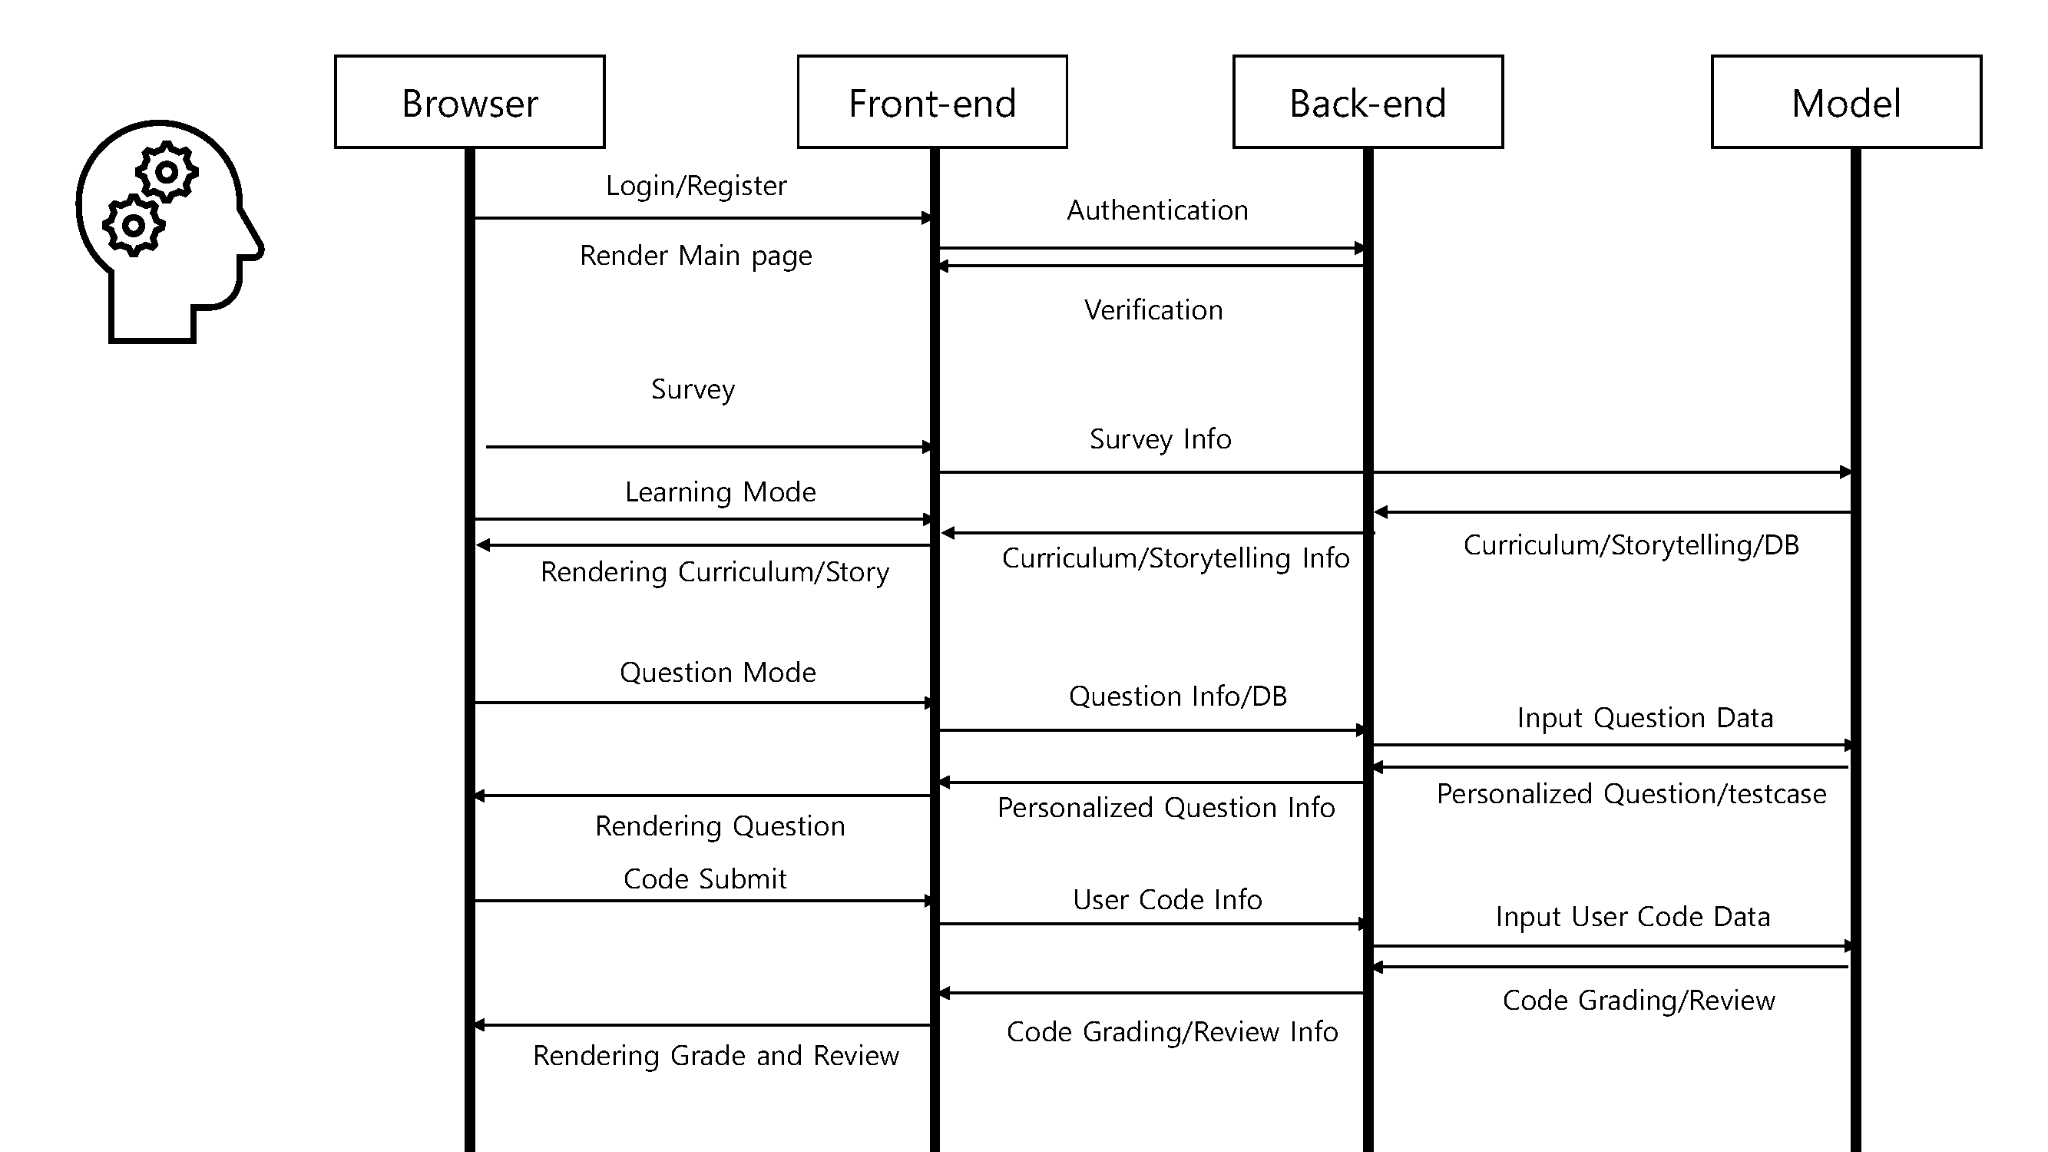 Browser
Front-end
Back-end
Model
Login/Register
Authentication
Render Main page
Verification
Survey
Survey Info
Learning Mode
Curriculum/Storytelling/DB
Curriculum/Storytelling Info
Rendering Curriculum/Story
Question Mode
Question Info/DB
Input Question Data
Personalized Question/testcase
Personalized Question Info
Rendering Question
Code Submit
User Code Info
Input User Code Data
Code Grading/Review
Code Grading/Review Info
Rendering Grade and Review